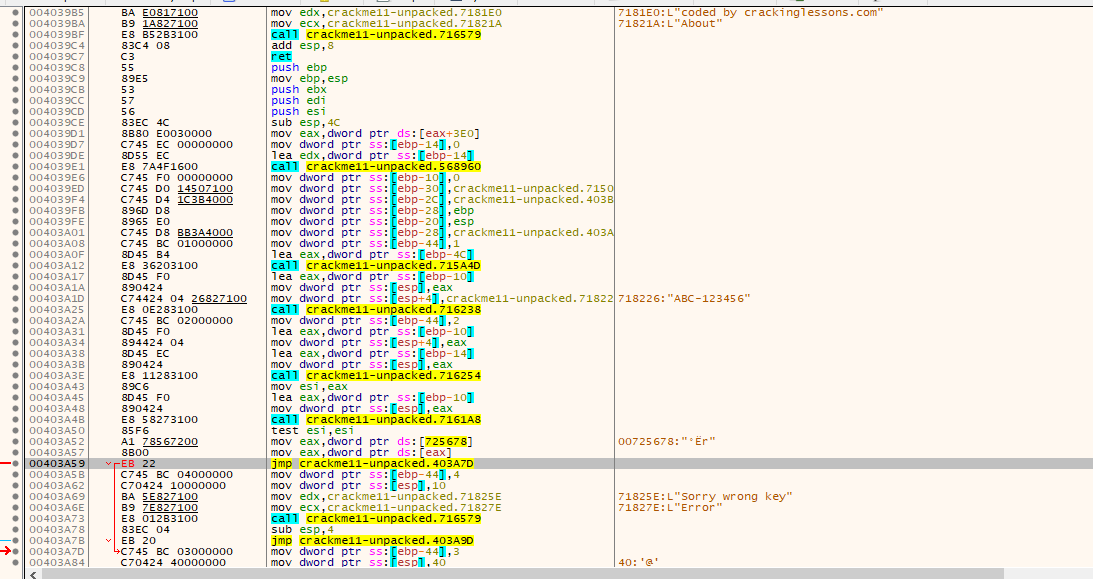 004039B5 BA E0817100 mov edx,crackme11-unpacked.7181E0 7181E0:L"coded by crackinglessons.com"
004039BA B9 1A827100 mov ecx,crackme11-unpacked.71821A 71821A:L"About"
004039BF E8 B52B3100 call crackme11-unpacked.716579
004039C4 83C4 08 add esp,8
004039C7 C3 ret
004039C8 55 push ebp
004039C9 89E5 mov ebp,esp
004039CB 53 push ebx
004039CC 57 push edi
004039CD 56 push esi
004039CE 83EC 4C sub esp,4C
004039D1 8B80 E0030000 mov eax,dword ptr ds:[eax+3E0]
004039D7 C745 EC 00000000 mov dword ptr ss:[ebp-14],0
004039DE 8D55 EC lea edx,dword ptr ss:[ebp-14]
004039E1 E8 7A4F1600 call crackme11-unpacked.568960
004039E6 C745 F0 00000000 mov dword ptr ss:[ebp-10],0
004039ED C745 D0 14507100 mov dword ptr ss:[ebp-30],crackme11-unpacked.7150
004039F4 C745 D4 1C3B4000 mov dword ptr ss:[ebp-2C],crackme11-unpacked.403B
004039FB 896D D8 mov dword ptr ss:[ebp-28],ebp
004039FE 8965 E0 mov dword ptr ss:[ebp-20],esp
00403A01 C745 D8 BB3A4000 mov dword ptr ss:[ebp-28],crackme11-unpacked.403A
00403A08 C745 BC 01000000 mov dword ptr ss:[ebp-44],1
00403A0F 8D45 B4 lea eax,dword ptr ss:[ebp-4C]
00403A12 E8 36203100 call crackme11-unpacked.715A4D
00403A17 8D45 F0 lea eax,dword ptr ss:[ebp-10]
00403A1A 890424 mov dword ptr ss:[esp],eax
00403A1D C74424 04 26827100 mov dword ptr ss:[esp+4],crackme11-unpacked.71822 718226:"ABC-123456"
00403A25 E8 0E283100 call crackme11-unpacked.716238
00403A2A C745 BC 02000000 mov dword ptr ss:[ebp-44],2
00403A31 8D45 F0 lea eax,dword ptr ss:[ebp-10]
00403A34 894424 04 mov dword ptr ss:[esp+4],eax
00403A38 8D45 EC lea eax,dword ptr ss:[ebp-14]
00403A3B 890424 mov dword ptr ss:[esp],eax
00403A3E E8 11283100 call crackme11-unpacked.716254
00403A43 89C6 mov esi,eax
00403A45 8D45 F0 lea eax,dword ptr ss:[ebp-10]
00403A48 890424 mov dword ptr ss:[esp],eax
00403A4B E8 58273100 call crackme11-unpacked.7161A8
00403A50 85F6 test esi,esi
00403A52 A1 78567200 mov eax,dword ptr ds:[725678] 00725678:"°Ër"
00403A57 8B00 mov eax,dword ptr ds:[eax]
00403A59 EB 22 jmp crackme11-unpacked.403A7D
00403A5B C745 BC 04000000 mov dword ptr ss:[ebp-44],4
00403A62 C70424 10000000 mov dword ptr ss:[esp],10
00403A69 BA 5E827100 mov edx,crackme11-unpacked.71825E 71825E:L"Sorry wrong key"
00403A6E B9 7E827100 mov ecx,crackme11-unpacked.71827E 71827E:L"Error"
00403A73 E8 012B3100 call crackme11-unpacked.716579
00403A78 83EC 04 sub esp,4
00403A7B EB 20 jmp crackme11-unpacked.403A9D
00403A7D C745 BC 03000000 mov dword ptr ss:[ebp-44],3
00403A84 C70424 40000000 mov dword ptr ss:[esp],40 40:'@'